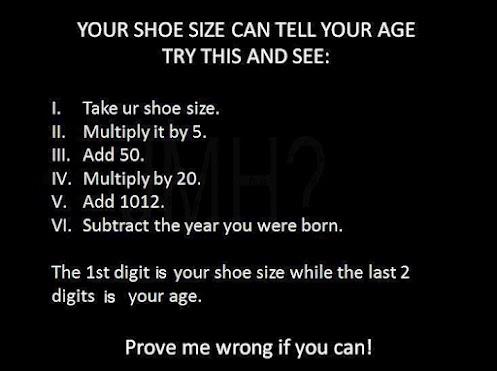 YOUR SHOE SIZE CAN TELL YOUR AGE
TRY THIS AND SEE:
I. Take ur shoe size.
II. Multiply it by 5.
III. Add 50.
IV. Multiply by 20.
V. Add 1012.
VI. Subtract the year you were born.
The 1st digit is your shoe size while the last 2
digits is your age.
Prove me wrong if you can!